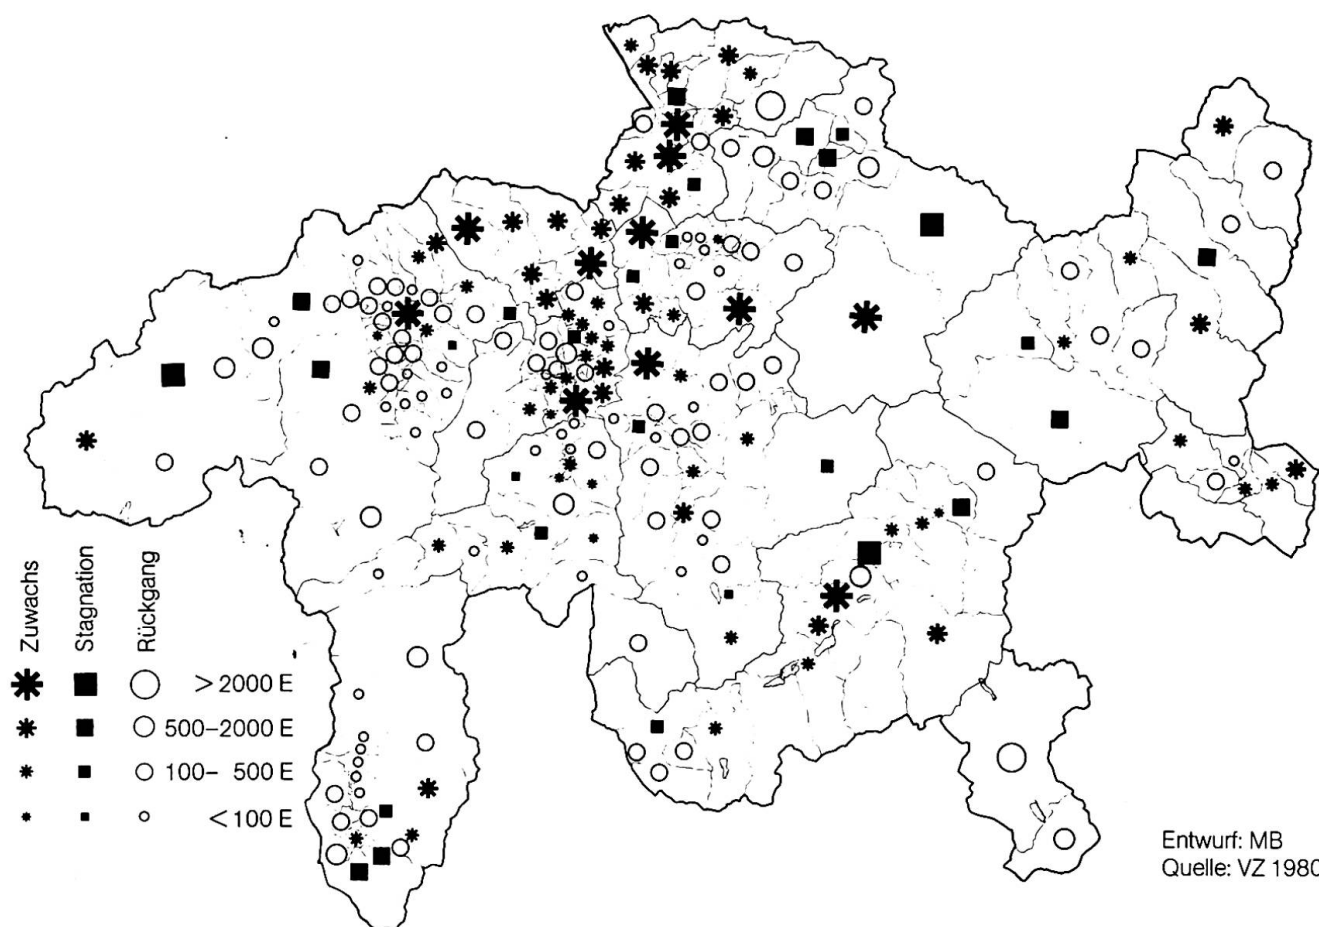 Zuwachs
Stagnation
Rückgang
>2000 E
500–2000 E
100– 500 E
<100 E
Entwurf: MB
Quelle: VZ 1980